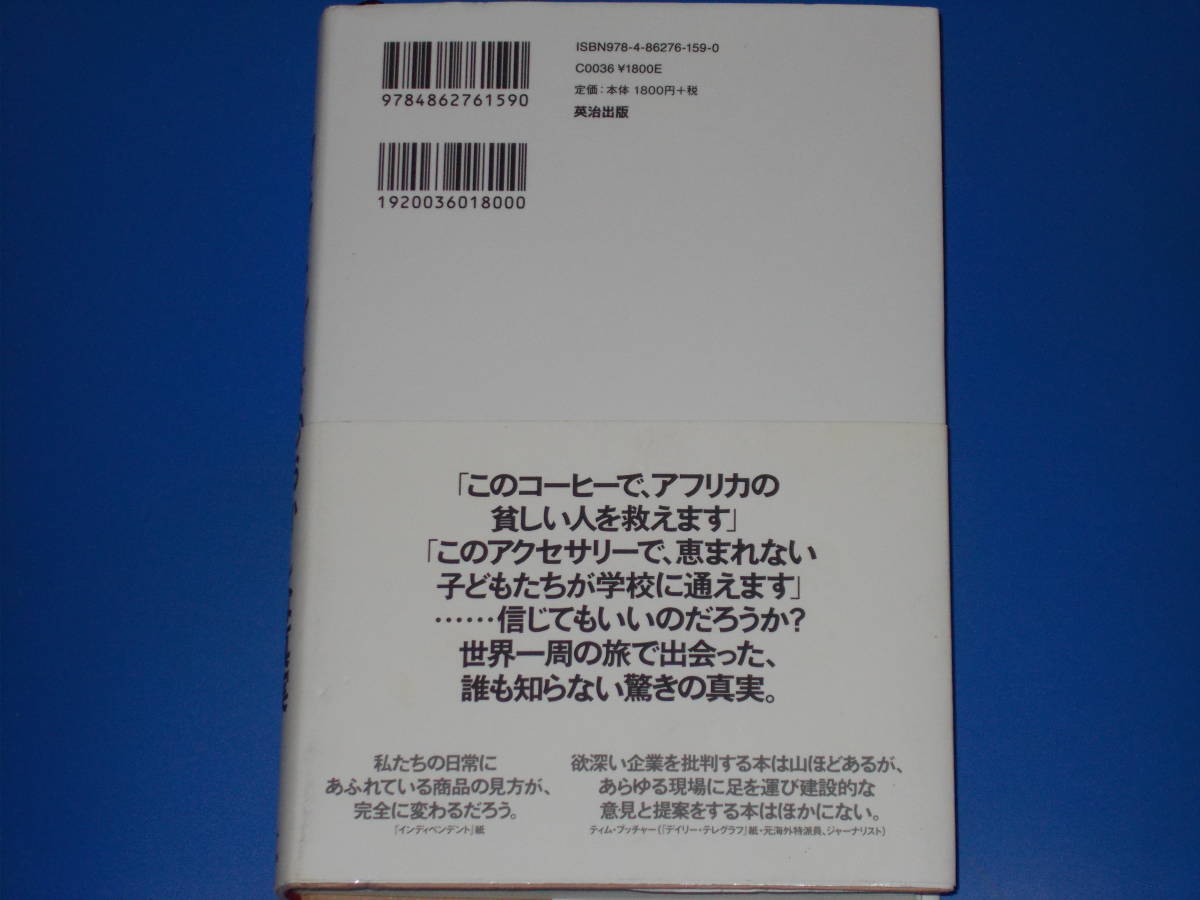 ISBN978-4-86276-159-0
C0036 ¥1800E
定価：本体 1800円＋税
英治出版
9784862761590
1920036018000
「このコーヒーで、アフリカの
貧しい人を救えます」
「このアクセサリーで、恵まれない
子どもたちが学校に通えます」
……信じてもいいのだろうか？
世界一周の旅で出会った、
誰も知らない驚きの真実。
私たちの日常に
あふれている商品の見方が、
完全に変わるだろう。
『インディペンデント』紙
欲深い企業を批判する本は山ほどあるが、
あらゆる現場に足を運び建設的な
意見と提案をする本はほかにない。
ティム・ブッチャー（『デイリー・テレグラフ』紙・元海外特派員、ジャーナリスト）